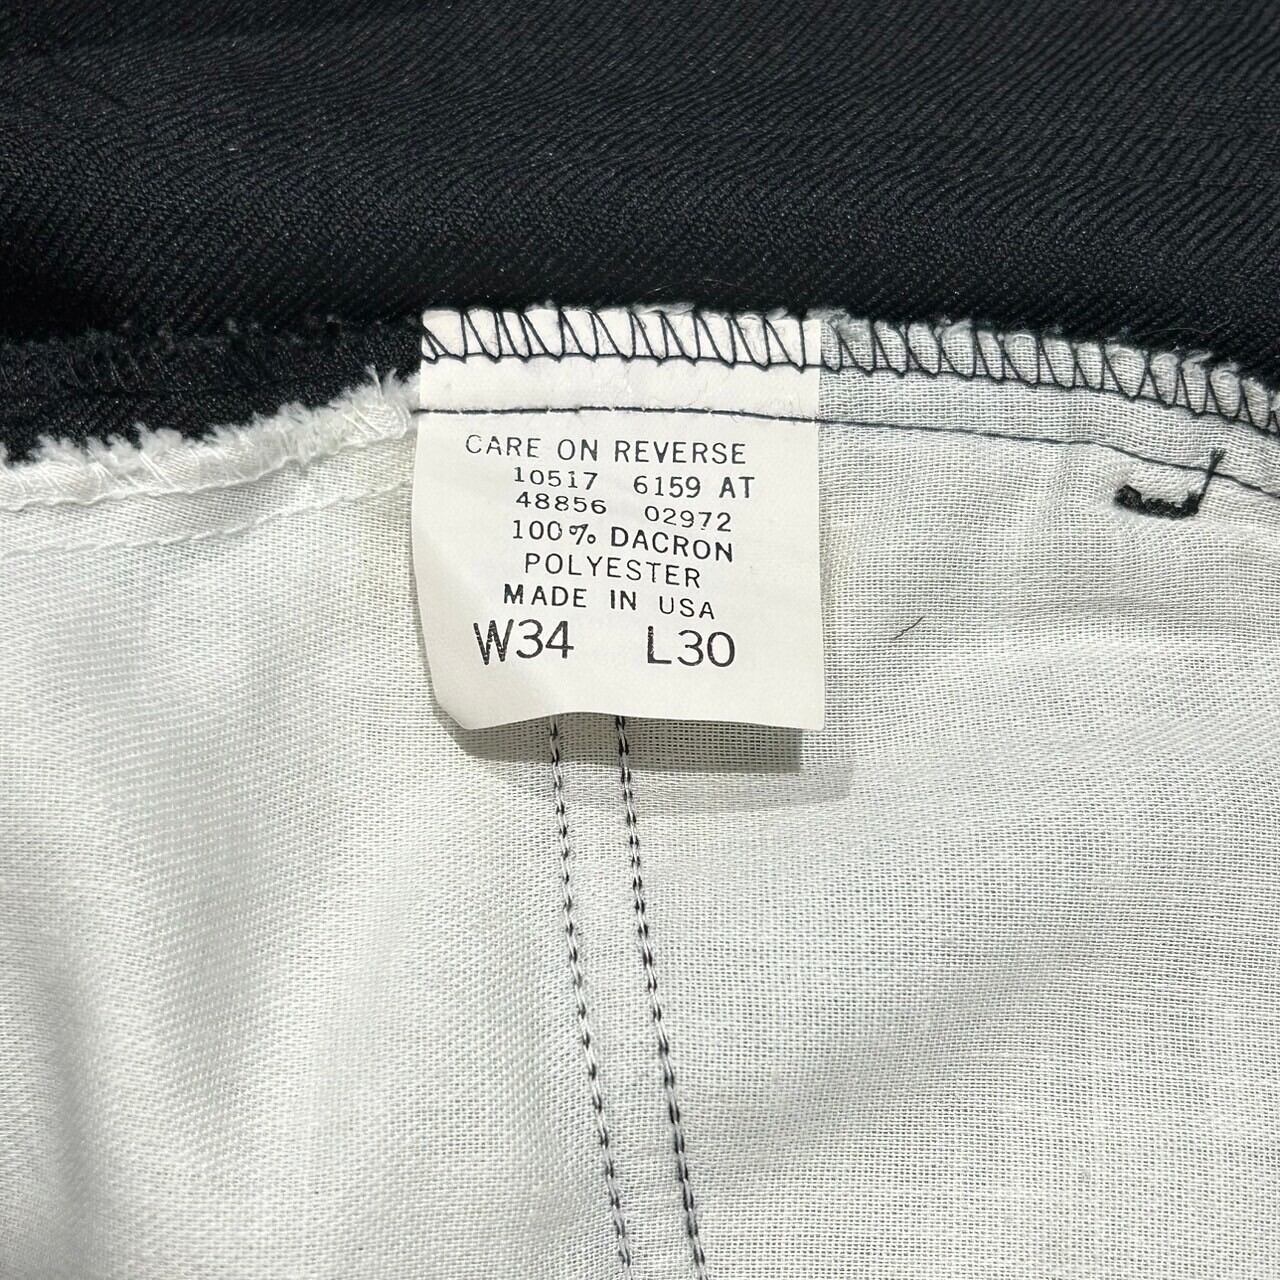 CARE ON REVERSE
10517 6159 AT
48856 02972
100% DACRON
POLYESTER
MADE IN USA
W34 L30